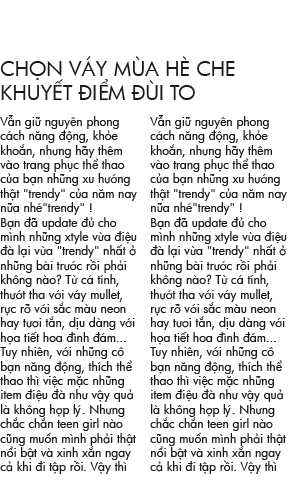 CHỌN VÁY MÙA HÈ CHE
KHUYẾT ĐIỂM ĐÙI TO
Vẫn giữ nguyên phong
cách năng động, khỏe
khoắn, nhưng hãy thêm
vào trang phục thể thao
của bạn những xu hướng
thật "trendy" của năm nay
nữa nhé"trendy" !
Bạn đã update đủ cho
mình những xtyle vừa điệu
đà lại vừa "trendy" nhất ở
những bài trước rồi phải
không nào? Từ cá tính,
thướt tha với váy mullet,
rực rỡ với sắc màu neon
hay tươi tắn, dịu dàng với
họa tiết hoa đình đám...
Tuy nhiên, với những cô
bạn năng động, thích thể
thao thì việc mặc những
item điệu đà như vậy quả
là không hợp lý. Nhưng
chắc chắn teen girl nào
cũng muốn mình phải thật
nổi bật và xinh xắn ngay
cả khi đi tập rồi. Vậy thì
Vẫn giữ nguyên phong
cách năng động, khỏe
khoắn, nhưng hãy thêm
vào trang phục thể thao
của bạn những xu hướng
thật "trendy" của năm nay
nữa nhé"trendy" !
Bạn đã update đủ cho
mình những xtyle vừa điệu
đà lại vừa "trendy" nhất ở
những bài trước rồi phải
không nào? Từ cá tính,
thướt tha với váy mullet,
rực rỡ với sắc màu neon
hay tươi tắn, dịu dàng với
họa tiết hoa đình đám...
Tuy nhiên, với những cô
bạn năng động, thích thể
thao thì việc mặc những
item điệu đà như vậy quả
là không hợp lý. Nhưng
chắc chắn teen girl nào
cũng muốn mình phải thật
nổi bật và xinh xắn ngay
cả khi đi tập rồi. Vậy thì